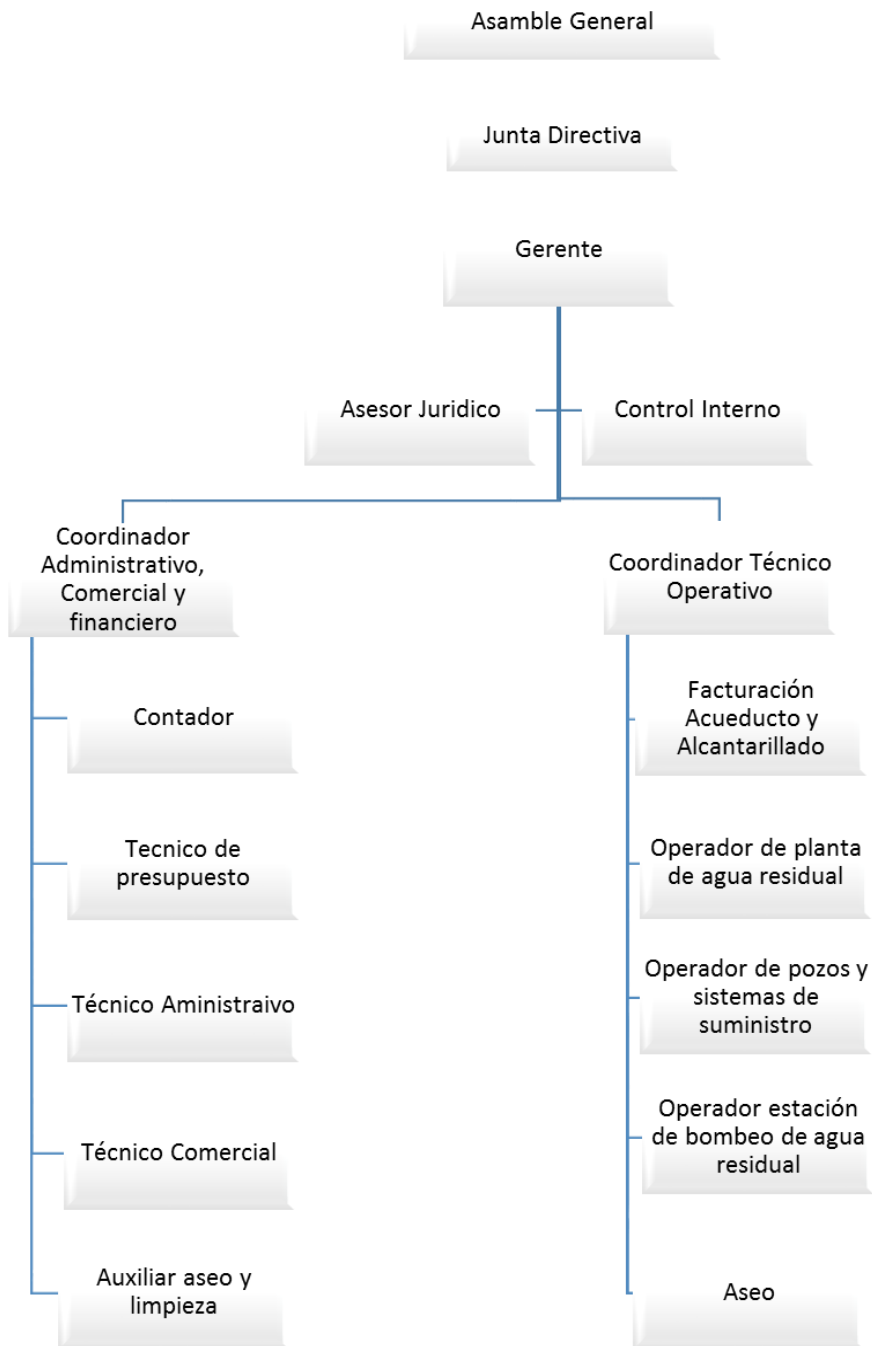 Asamble General
Junta Directiva
Gerente
Asesor Juridico
Control Interno
Coordinador
Administrativo,
Comercial y
financiero
Coordinador Técnico
Operativo
Contador
Tecnico de
presupuesto
Técnico Aministraivo
Técnico Comercial
Auxiliar aseo y
limpieza
Facturación
Acueducto y
Alcantarillado
Operador de planta
de agua residual
Operador de pozos y
sistemas de
suministro
Operador estación
de bombeo de agua
residual
Aseo